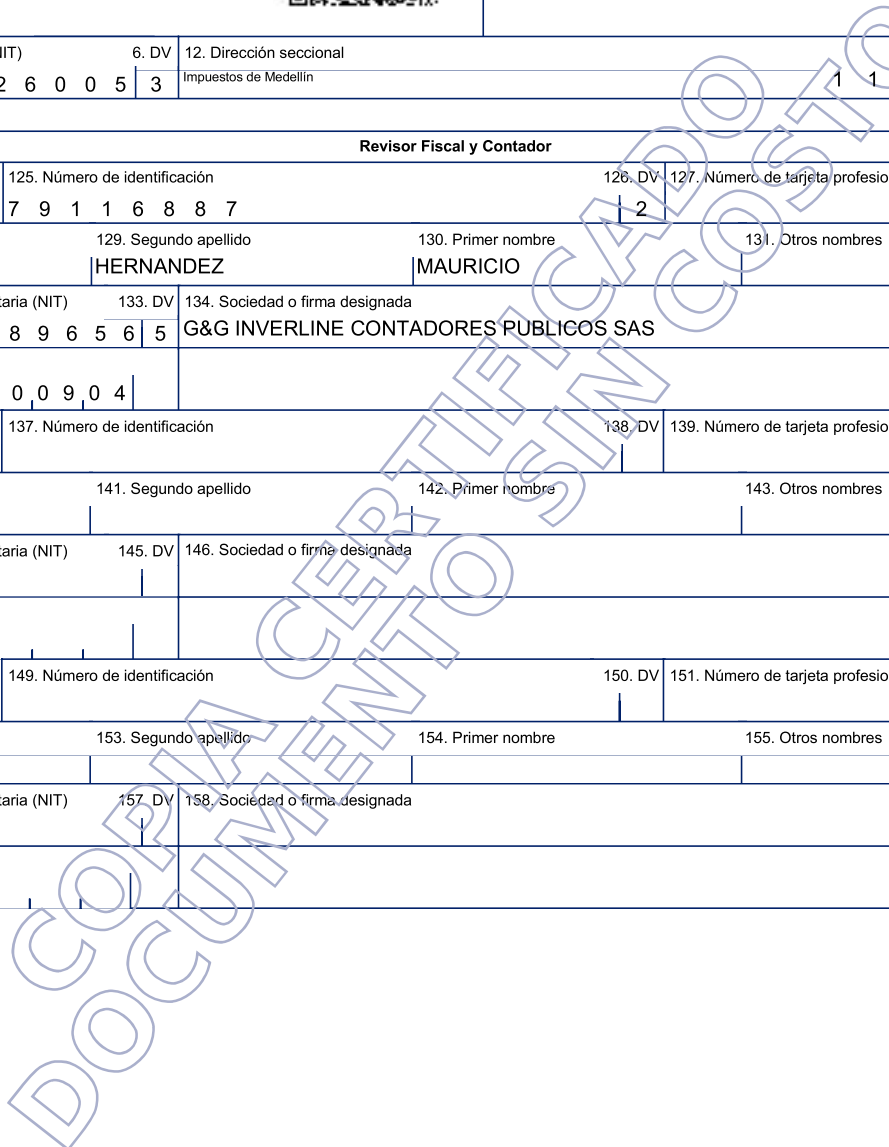 NIT) 6. DV 12. Dirección seccional
2 6 0 0 5 3 Impuestos de Medellín 1 1
Revisor Fiscal y Contador
125. Número de identificación 126. DV 127. Número de tarjeta profesio
7 9 1 1 6 8 8 7 2
129. Segundo apellido 130. Primer nombre 131. Otros nombres
HERNANDEZ MAURICIO
taria (NIT) 133. DV 134. Sociedad o firma designada
8 9 6 5 6 5 G&G INVERLINE CONTADORES PUBLICOS SAS
0 0 9 0 4
137. Número de identificación 138. DV 139. Número de tarjeta profesio
141. Segundo apellido 142. Primer nombre 143. Otros nombres
taria (NIT) 145. DV 146. Sociedad o firma designada
149. Número de identificación 150. DV 151. Número de tarjeta profesio
153. Segundo apellido 154. Primer nombre 155. Otros nombres
taria (NIT) 157. DV 158. Sociedad o firma designada
COPIA CERTIFICADO
DOCUMENTO SIN COSTO